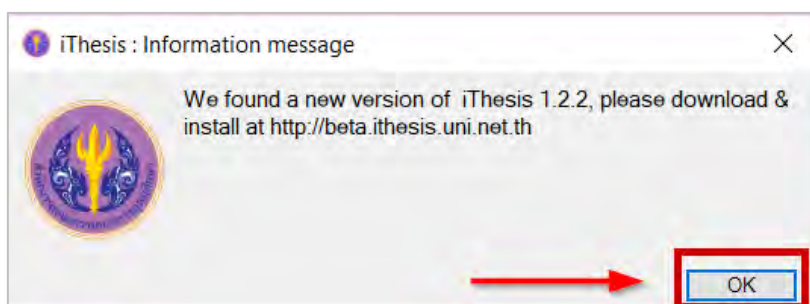 iThesis : Information message
We found a new version of iThesis 1.2.2, please download &
install at http://beta.ithesis.uni.net.th
OK